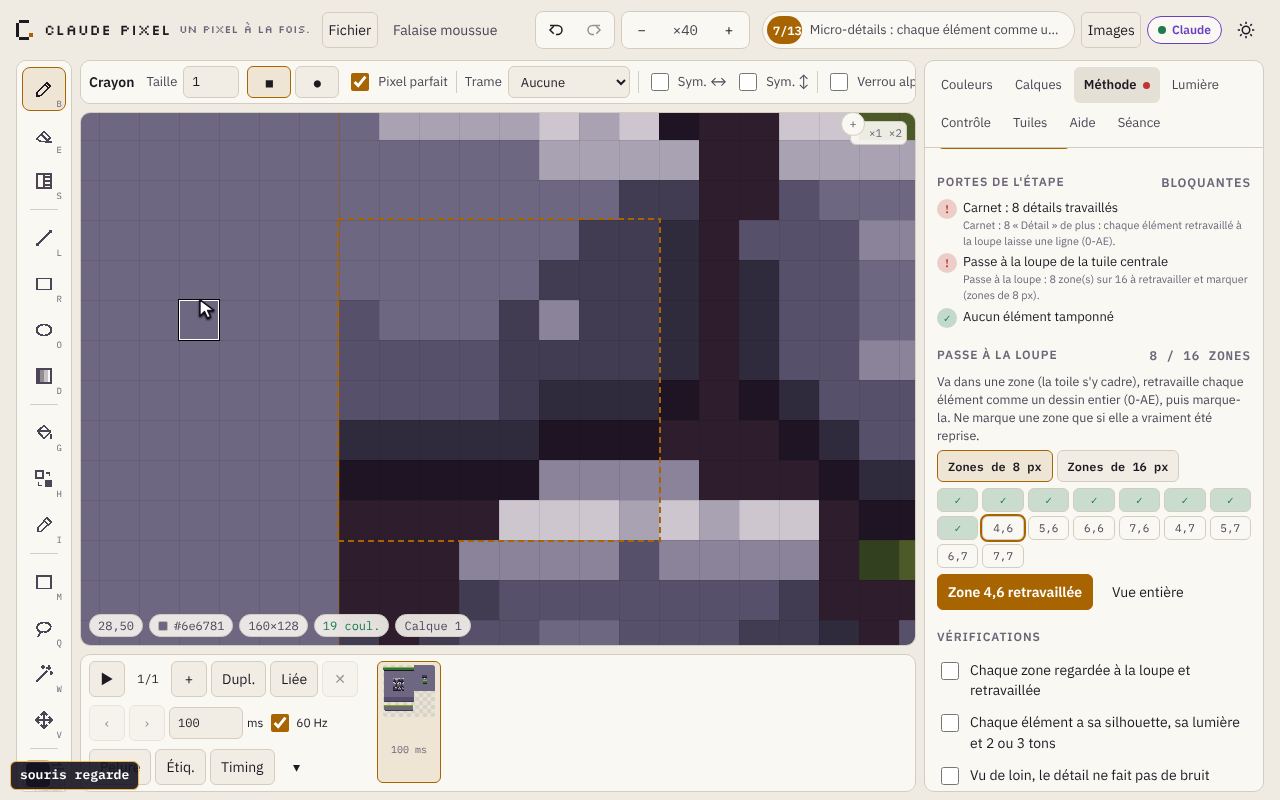 CLAUDE PIXEL UN PIXEL À LA FOIS. Fichier Falaise moussue − ×40 + 7/13 Micro-détails : chaque élément comme u... Images Claude
Crayon Taille 1 Pixel parfait Trame Aucune Sym. ↔ Sym. ↕ Verrou alp
Couleurs Calques Méthode Lumière
Contrôle Tuiles Aide Séance
B
E
S
L
R
O
D
G
H
I
M
Q
W
V
+ ×1 ×2
28,50 #6e6781 160×128 19 coul. Calque 1
PORTES DE L'ÉTAPE BLOQUANTES
! Carnet : 8 détails travaillés
Carnet : 8 « Détail » de plus : chaque élément retravaillé à
la loupe laisse une ligne (0-AE).
! Passe à la loupe de la tuile centrale
Passe à la loupe : 8 zone(s) sur 16 à retravailler et marquer
(zones de 8 px).
✓ Aucun élément tamponné
PASSE À LA LOUPE 8 / 16 ZONES
Va dans une zone (la toile s'y cadre), retravaille chaque
élément comme un dessin entier (0-AE), puis marque-
la. Ne marque une zone que si elle a vraiment été
reprise.
Zones de 8 px Zones de 16 px
✓ ✓ ✓ ✓ ✓ ✓ ✓
✓ 4,6 5,6 6,6 7,6 4,7 5,7
6,7 7,7
Zone 4,6 retravaillée Vue entière
VÉRIFICATIONS
Chaque zone regardée à la loupe et
retravaillée
Chaque élément a sa silhouette, sa lumière
et 2 ou 3 tons
Vu de loin, le détail ne fait pas de bruit
1/1 + Dupl. Liée ×
‹ › 100 ms 60 Hz
Étiq. Timing ▼
100 ms
souris regarde